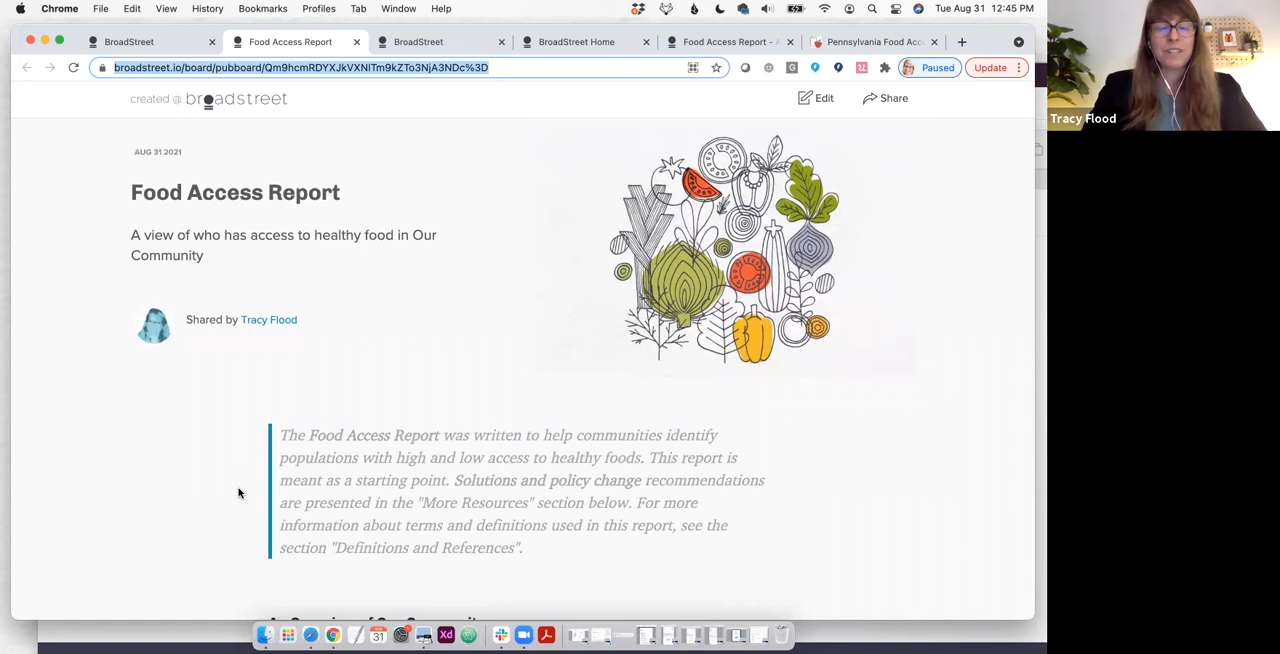 Chrome File Edit View History Bookmarks Profiles Tab Window Help Tue Aug 31 12:45 PM
BroadStreet Food Access Report BroadStreet BroadStreet Home Food Access Report - A Pennsylvania Food Acc
broadstreet.io/board/pubboard/Qm9hcmRDYXJkVXNlTm9kZTo3NjA3NDc%3D Paused Update
created @ broadstreet Edit Share
Tracy Flood
AUG 31 2021
Food Access Report
A view of who has access to healthy food in Our
Community
Shared by Tracy Flood
The Food Access Report was written to help communities identify
populations with high and low access to healthy foods. This report is
meant as a starting point. Solutions and policy change recommendations
are presented in the "More Resources" section below. For more
information about terms and definitions used in this report, see the
section "Definitions and References".
31 Xd